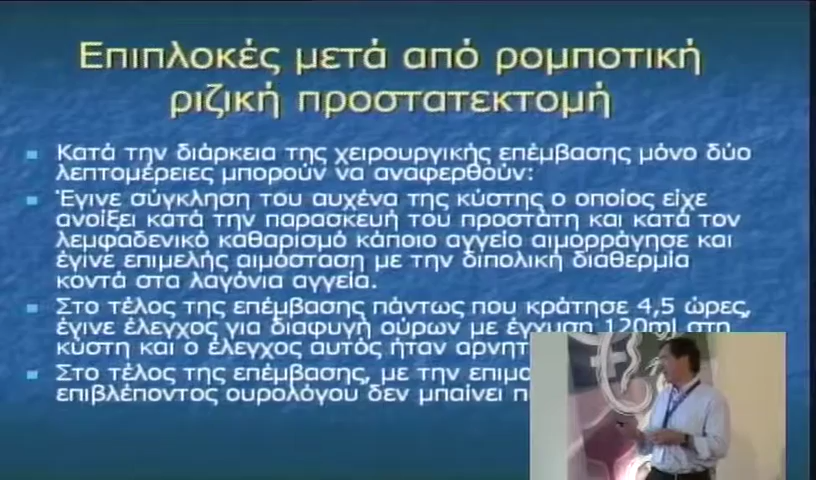 Επιπλοκές μετά από ρομποτική
ριζική προστατεκτομή
Κατά την διάρκεια της χειρουργικής επέμβασης μόνο δύο
λεπτομέρειες μπορούν να αναφερθούν:
Έγινε σύγκληση του αυχένα της κύστης ο οποίος είχε
ανοίξει κατά την παρασκευή του προστάτη και κατά τον
λεμφαδενικό καθαρισμό κάποιο αγγείο αιμορράγησε και
έγινε επιμελής αιμόσταση με την διπολική διαθερμία
κοντά στα λαγόνια αγγεία.
Στο τέλος της επέμβασης πάντως που κράτησε 4,5 ώρες,
έγινε έλεγχος για διαφυγή ούρων με έγχυση 120ml στη
κύστη και ο έλεγχος αυτός ήταν
Στο τέλος της επέμβασης, με την
επιβλέποντος ουρολόγου δεν μπαίνει